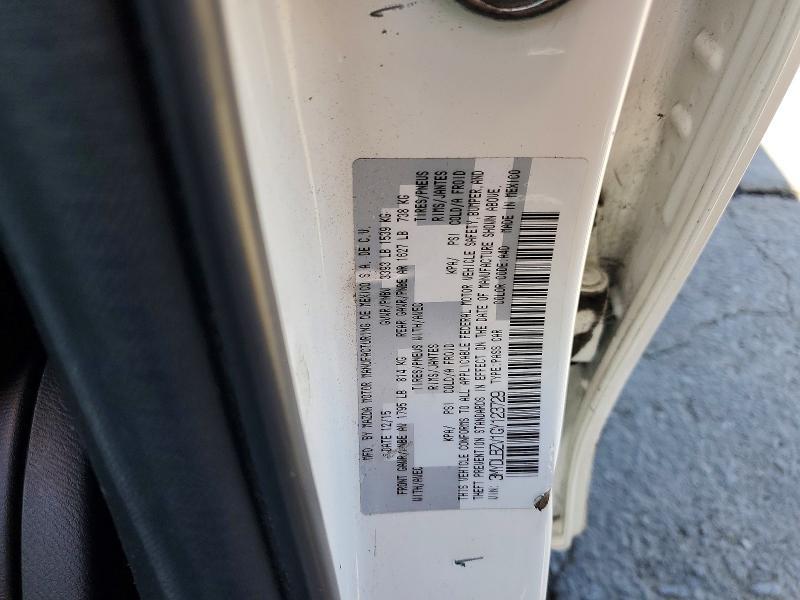 MFD. BY MAZDA MOTOR MANUFACTURING DE MEXICO S.A. DE C.V.
DATE 12/15 GVWR/PNBV 3393 LB 1539 KG
FRONT GAWR/PNBE AV 1795 LB 814 KG REAR GAWR/PNBE AR 1627 LB 738 KG
WITH/AVEC TIRES/PNEUS WITH/AVEC TIRES/PNEUS
RIMS/JANTES RIMS/JANTES
KPA/ PSI COLD/A FROID KPA/ PSI COLD/A FROID
THIS VEHICLE CONFORMS TO ALL APPLICABLE FEDERAL MOTOR VEHICLE SAFETY,BUMPER,AND
THEFT PREVENTION STANDARDS IN EFFECT ON THE DATE OF MANUFACTURE SHOWN ABOVE,
VIN: 3MYDLBZV1GY123729 TYPE:PASS CAR COLOR CODE:A4D MADE IN MEXICO